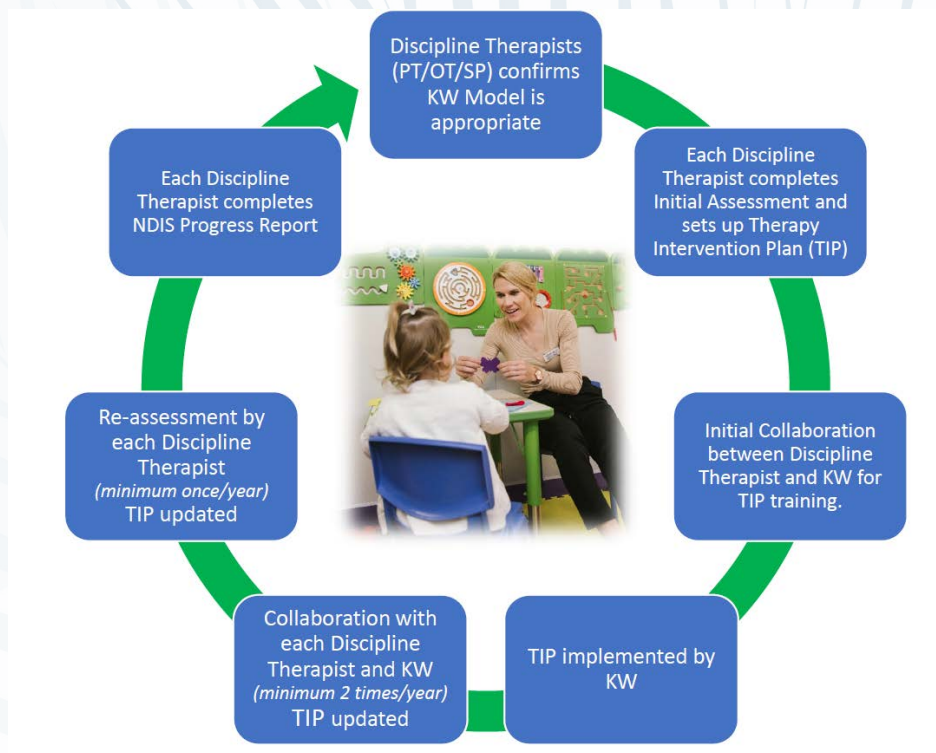 Discipline Therapists
(PT/OT/SP) confirms
KW Model is
appropriate
Each Discipline
Therapist completes
Initial Assessment and
sets up Therapy
Intervention Plan (TIP)
Initial Collaboration
between Discipline
Therapist and KW for
TIP training.
TIP implemented by
KW
Collaboration with
each Discipline
Therapist and KW
(minimum 2 times/year)
TIP updated
Re-assessment by
each Discipline
Therapist
(minimum once/year)
TIP updated
Each Discipline
Therapist completes
NDIS Progress Report